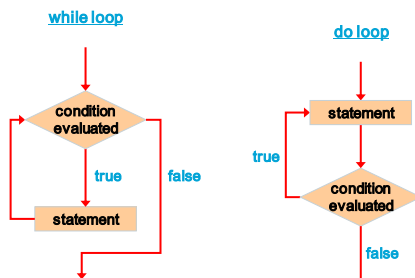 while loop
condition
evaluated
true
false
statement
do loop
statement
true
condition
evaluated
false